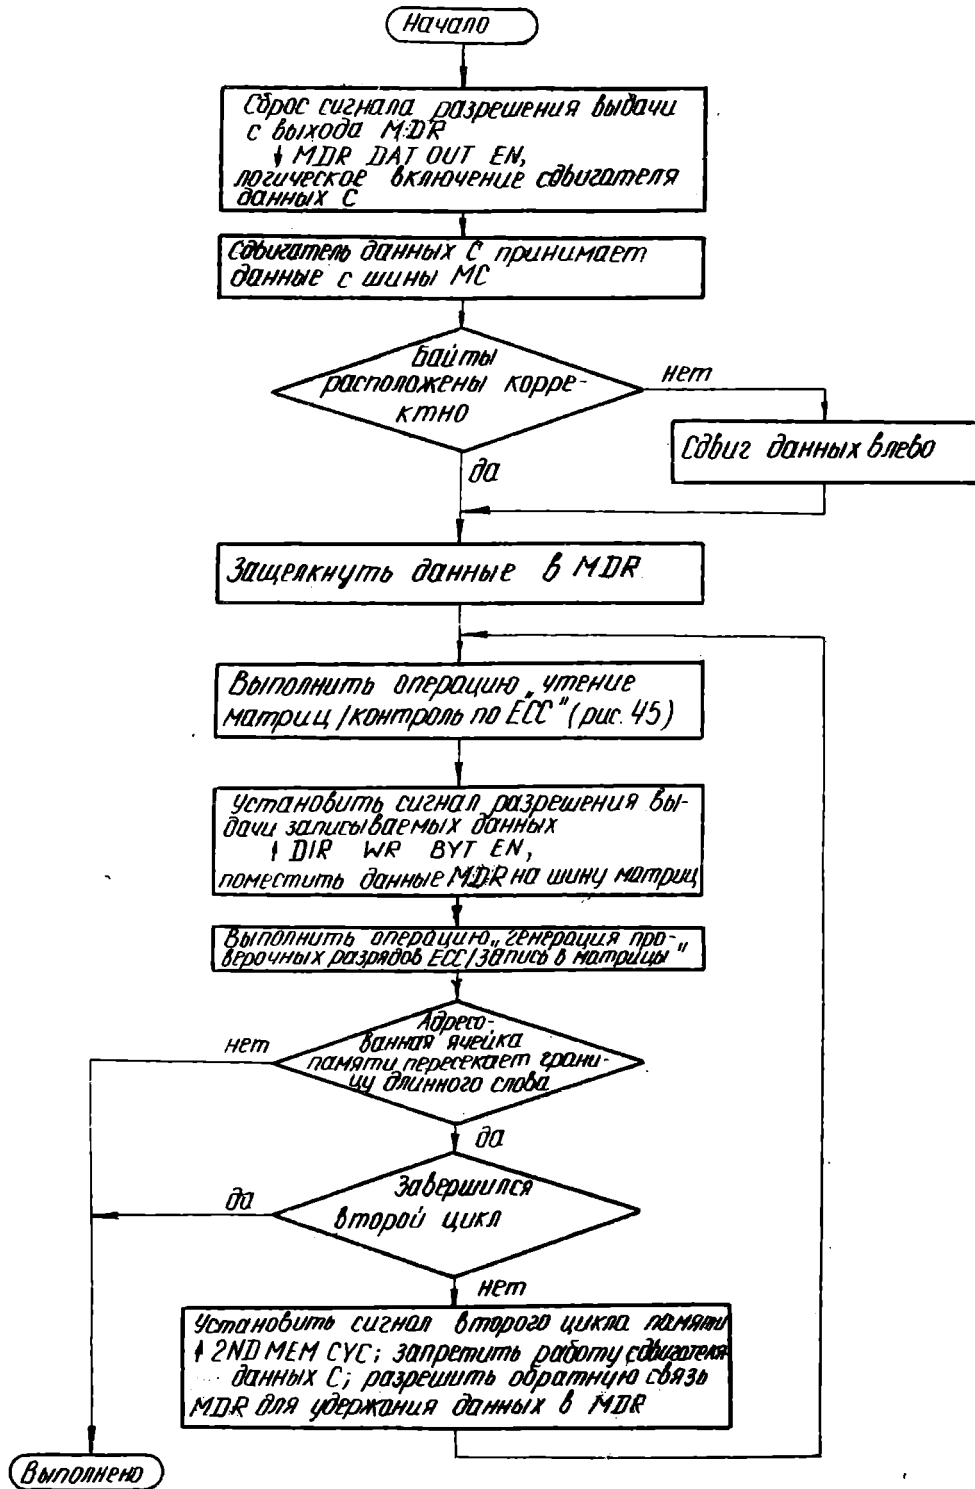 Начало
Сброс сигнала разрешения выдачи
с выхода MDR
↓ MDR DAT OUT EN,
логическое включение сдвигателя
данных С
Сдвигатель данных С принимает
данные с шины МС
Байты
расположены корре-
ктно
нет
Сдвиг данных влево
да
Защелкнуть данные в MDR
Выполнить операцию „чтение
матриц/контроль по ECC" (рис. 45)
Установить сигнал разрешения вы-
дачи записываемых данных
↑ DIR WR BYT EN,
поместить данные MDR на шину матриц
Выполнить операцию „генерация про-
верочных разрядов ECC/запись в матрицы"
Адресо-
ванная ячейка
памяти пересекает грани-
цу длинного слова
нет
да
Завершился
второй цикл
да
нет
Установить сигнал второго цикла памяти
↑ 2ND MEM CYC; запретить работу сдвигателя
данных С; разрешить обратную связь
MDR для удержания данных в MDR
Выполнено